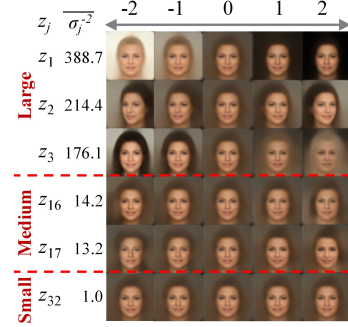 z_j \overline{σ_j^{-2}} -2 -1 0 1 2
Large
z_1 388.7
z_2 214.4
z_3 176.1
Medium
z_16 14.2
z_17 13.2
Small
z_32 1.0